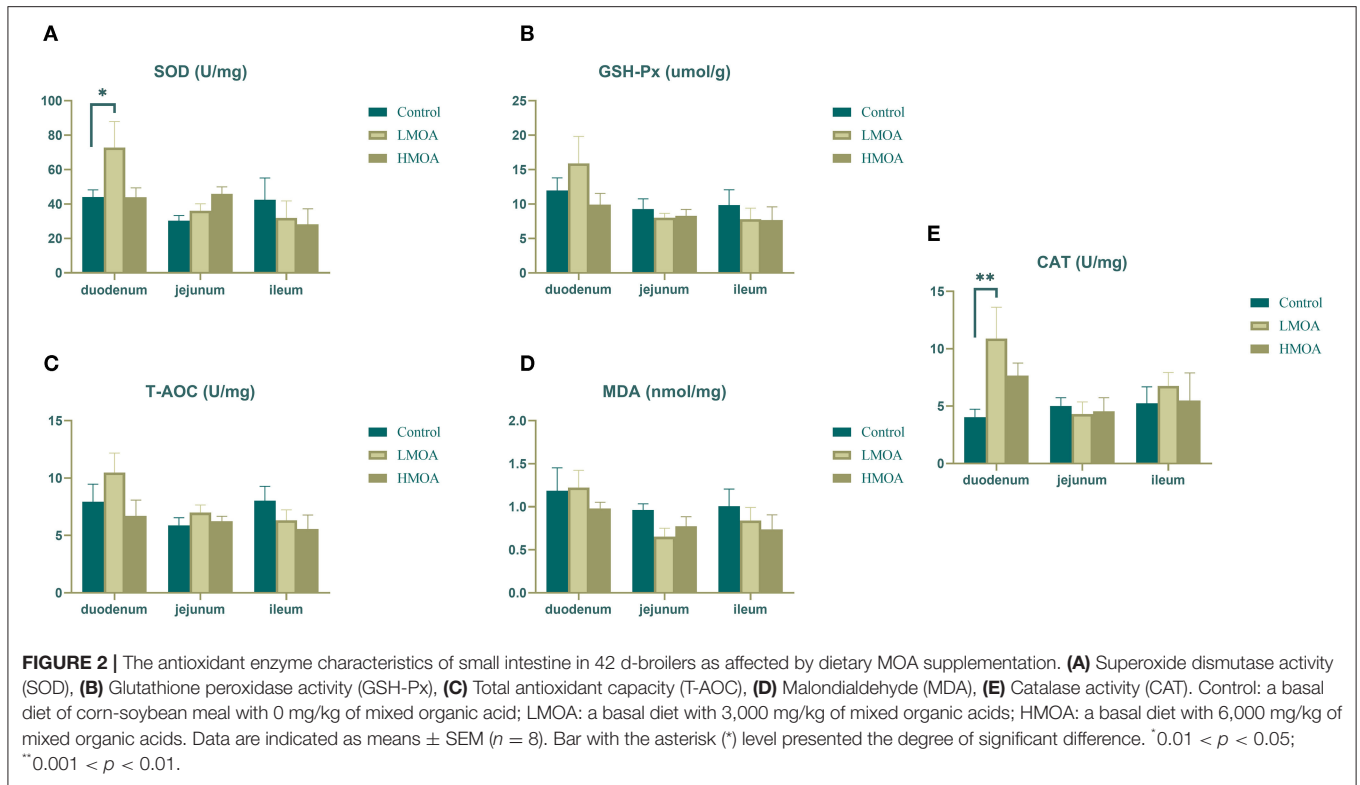 A
SOD (U/mg)
*
100
80
60
40
20
0
duodenum jejunum ileum
Control
LMOA
HMOA
B
GSH-Px (umol/g)
25
20
15
10
5
0
duodenum jejunum ileum
Control
LMOA
HMOA
C
T-AOC (U/mg)
15
10
5
0
duodenum jejunum ileum
Control
LMOA
HMOA
D
MDA (nmol/mg)
2.0
1.5
1.0
0.5
0.0
duodenum jejunum ileum
Control
LMOA
HMOA
E
CAT (U/mg)
**
15
10
5
0
duodenum jejunum ileum
Control
LMOA
HMOA
FIGURE 2 | The antioxidant enzyme characteristics of small intestine in 42 d-broilers as affected by dietary MOA supplementation. (A) Superoxide dismutase activity
(SOD), (B) Glutathione peroxidase activity (GSH-Px), (C) Total antioxidant capacity (T-AOC), (D) Malondialdehyde (MDA), (E) Catalase activity (CAT). Control: a basal
diet of corn-soybean meal with 0 mg/kg of mixed organic acid; LMOA: a basal diet with 3,000 mg/kg of mixed organic acids; HMOA: a basal diet with 6,000 mg/kg of
mixed organic acids. Data are indicated as means ± SEM (n = 8). Bar with the asterisk (*) level presented the degree of significant difference. *0.01 < p < 0.05;
**0.001 < p < 0.01.